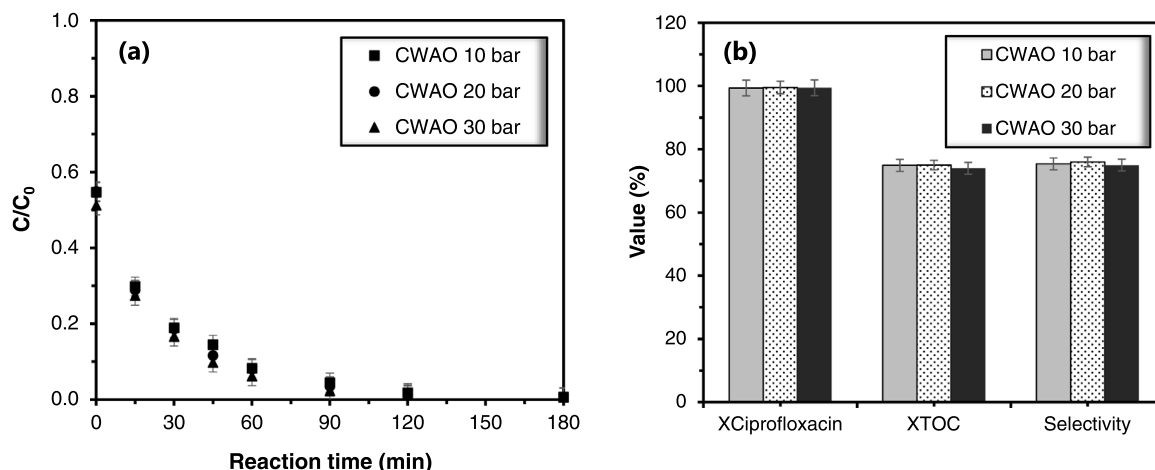 (a)
CWAO 10 bar
CWAO 20 bar
CWAO 30 bar
1.0
0.8
0.6
0.4
0.2
0.0
C/C₀
0 30 60 90 120 150 180
Reaction time (min)
(b)
CWAO 10 bar
CWAO 20 bar
CWAO 30 bar
120
100
80
60
40
20
0
Value (%)
XCiprofloxacin XTOC Selectivity